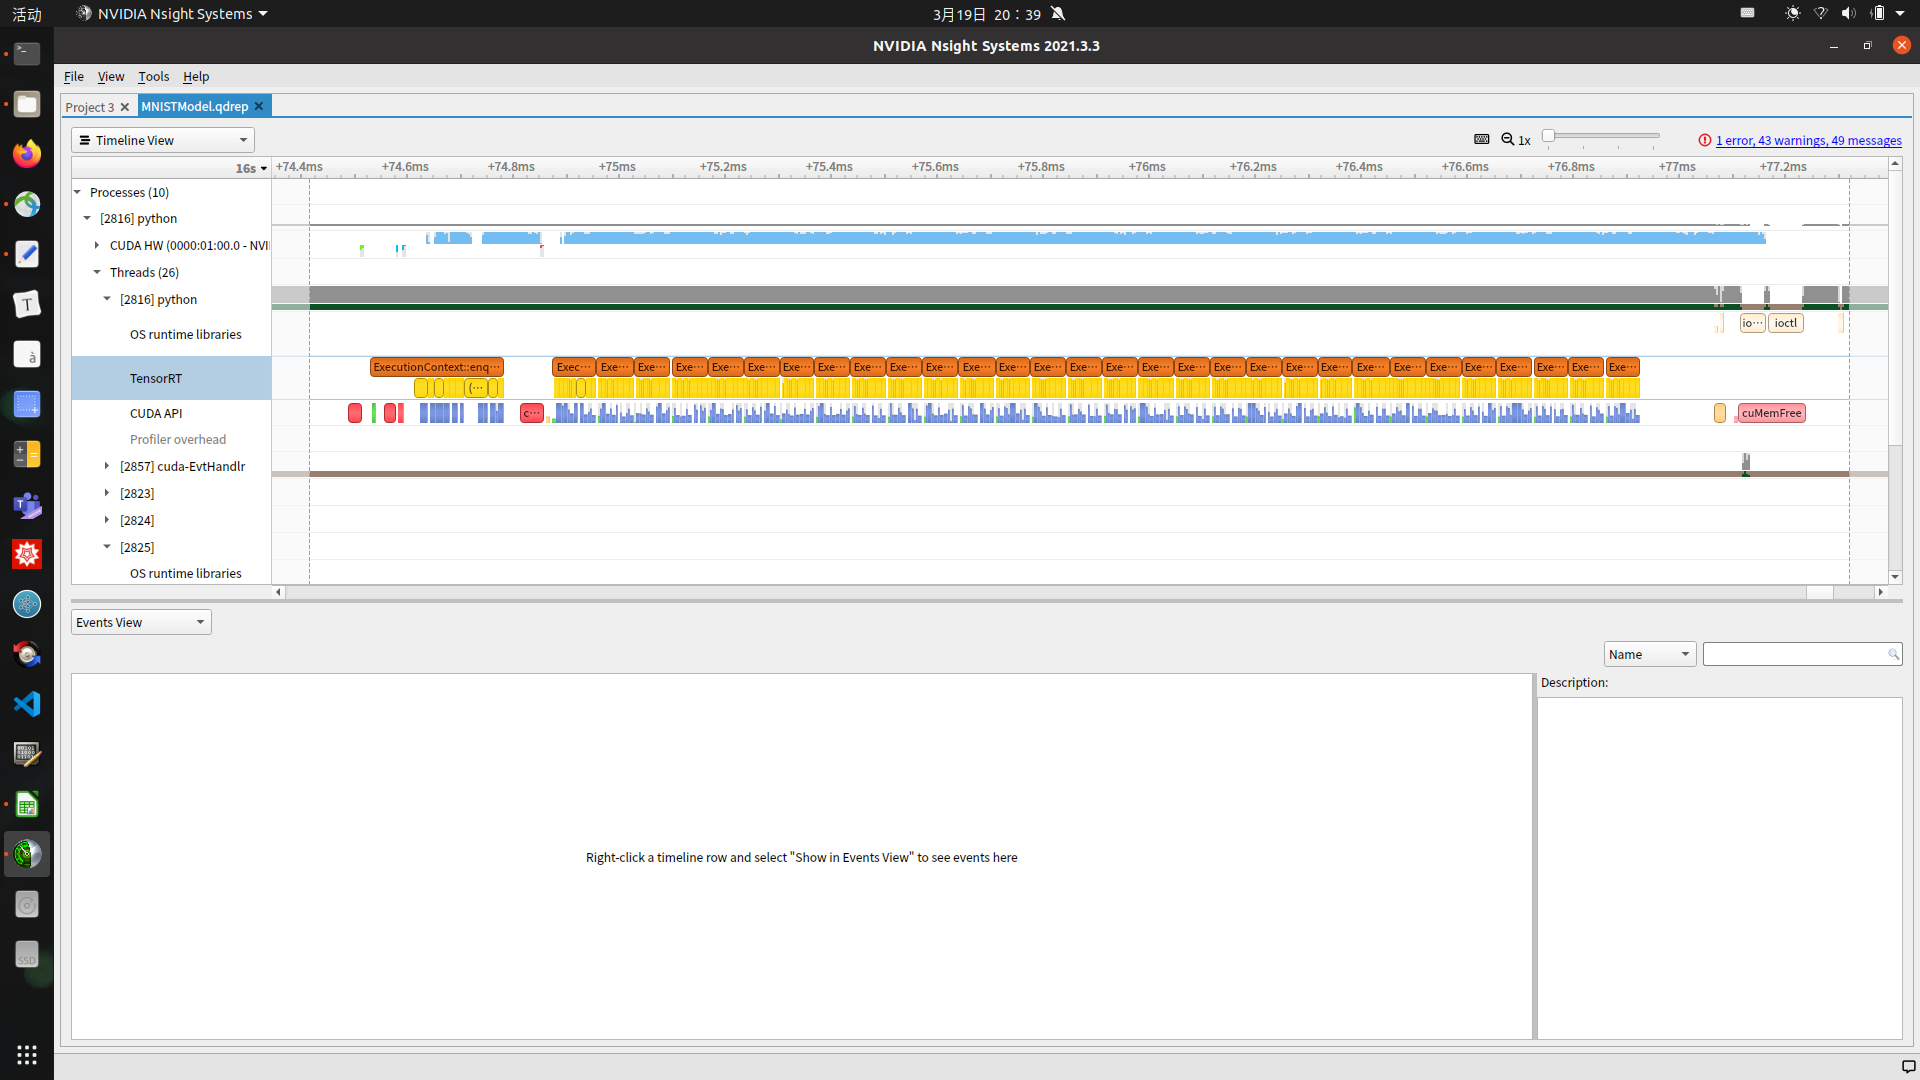 活动 NVIDIA Nsight Systems 3月19日 20：39
NVIDIA Nsight Systems 2021.3.3
File View Tools Help
Project 3 MNISTModel.qdrep
Timeline View 1x 1 error, 43 warnings, 49 messages
16s +74.4ms +74.6ms +74.8ms +75ms +75.2ms +75.4ms +75.6ms +75.8ms +76ms +76.2ms +76.4ms +76.6ms +76.8ms +77ms +77.2ms
Processes (10)
[2816] python
CUDA HW (0000:01:00.0 - NVI
Threads (26)
[2816] python
OS runtime libraries io··· ioctl
TensorRT ExecutionContext::enq··· Exec··· Exe··· Exe··· Exe··· Exe··· Exe··· Exe··· Exe··· Exe··· Exe··· Exe··· Exe··· Exe··· Exe··· Exe··· Exe··· Exe··· Exe··· Exe··· Exe··· Exe··· Exe··· Exe··· Exe··· Exe··· Exe··· Exe··· Exe··· Exe··· Exe···
(···
CUDA API c··· cuMemFree
Profiler overhead
[2857] cuda-EvtHandlr
[2823]
[2824]
[2825]
OS runtime libraries
Events View
Name
Description:
Right-click a timeline row and select "Show in Events View" to see events here
SSD